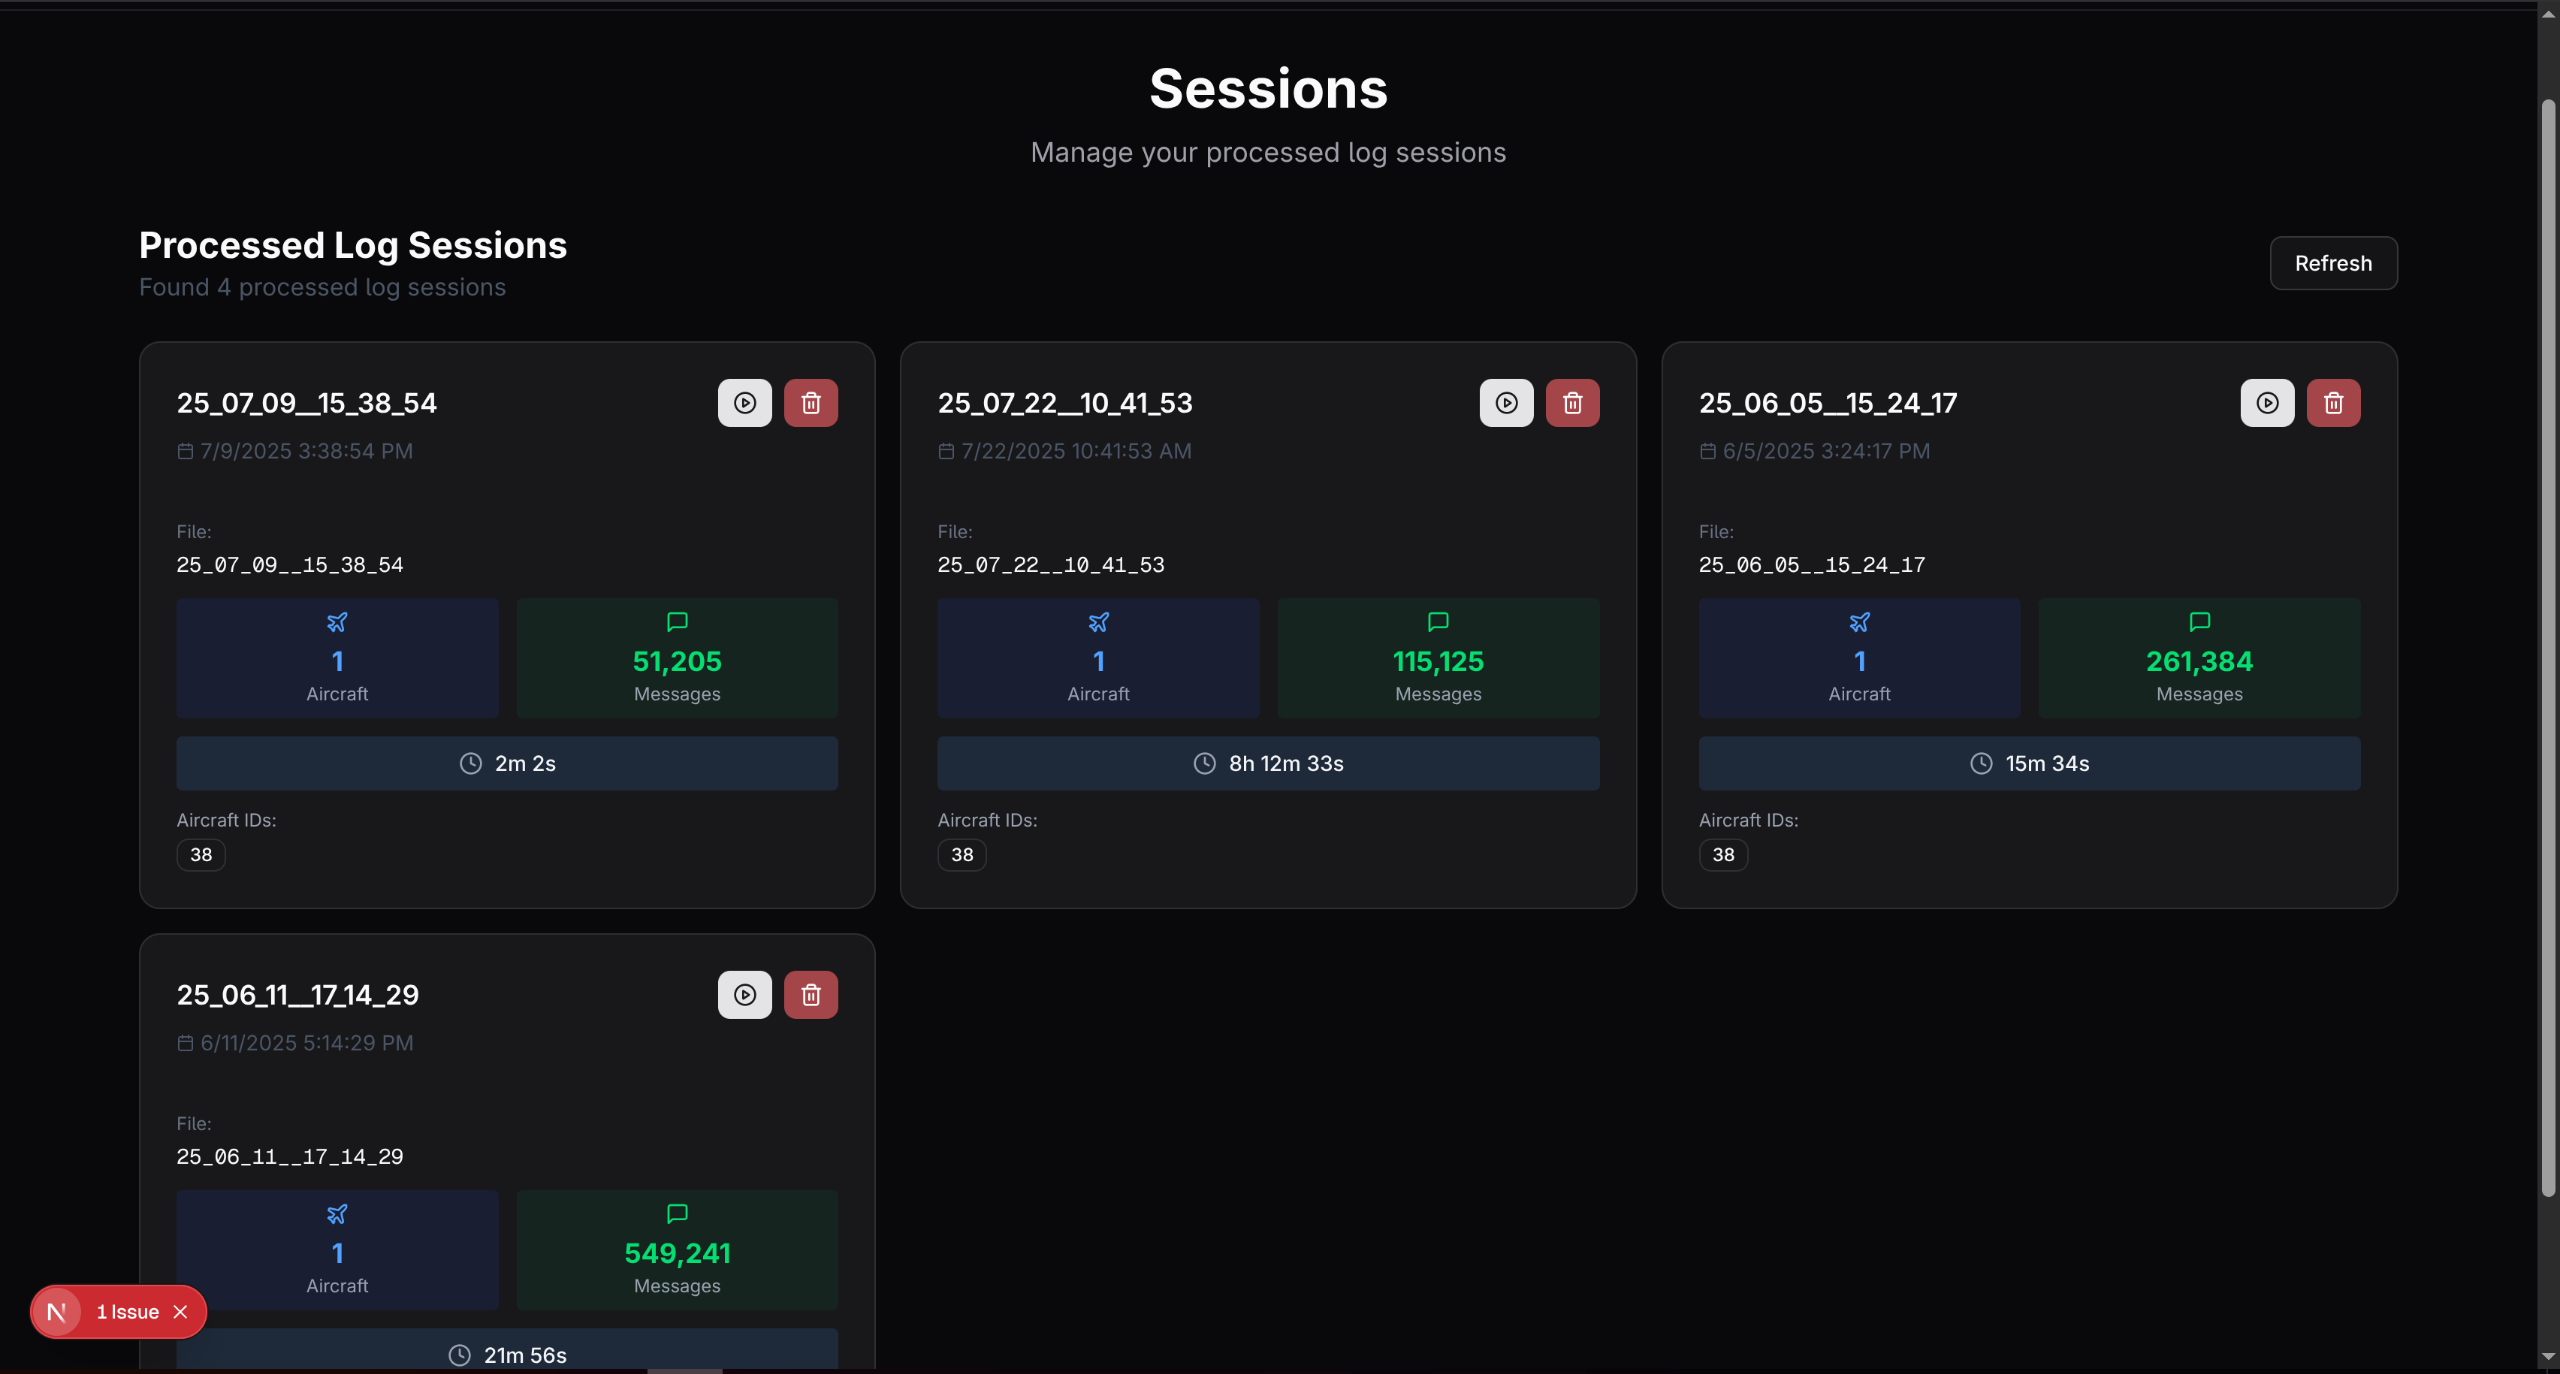 Sessions
Manage your processed log sessions
Processed Log Sessions
Found 4 processed log sessions
Refresh
25_07_09__15_38_54
7/9/2025 3:38:54 PM
File:
25_07_09__15_38_54
1
Aircraft
51,205
Messages
2m 2s
Aircraft IDs:
38
25_07_22__10_41_53
7/22/2025 10:41:53 AM
File:
25_07_22__10_41_53
1
Aircraft
115,125
Messages
8h 12m 33s
Aircraft IDs:
38
25_06_05__15_24_17
6/5/2025 3:24:17 PM
File:
25_06_05__15_24_17
1
Aircraft
261,384
Messages
15m 34s
Aircraft IDs:
38
25_06_11__17_14_29
6/11/2025 5:14:29 PM
File:
25_06_11__17_14_29
1
Aircraft
549,241
Messages
21m 56s
N 1 Issue